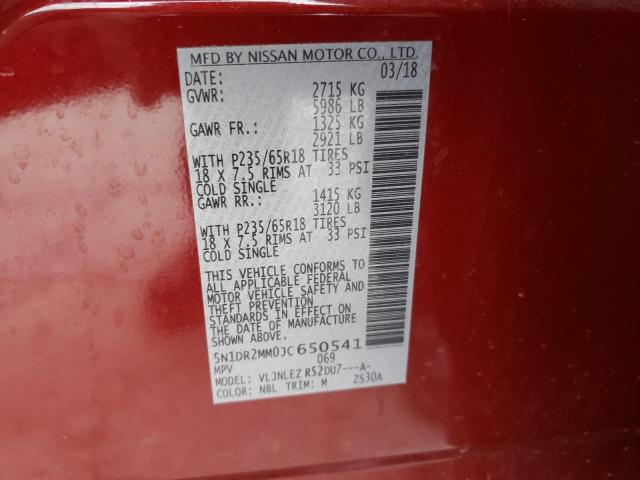 MFD BY NISSAN MOTOR CO., LTD.
DATE: 03/18
GVWR: 2715 KG
5986 LB
GAWR FR.: 1325 KG
2921 LB
WITH P235/65R18 TIRES
18 X 7.5 RIMS AT 33 PSI
COLD SINGLE
GAWR RR.: 1415 KG
3120 LB
WITH P235/65R18 TIRES
18 X 7.5 RIMS AT 33 PSI
COLD SINGLE
THIS VEHICLE CONFORMS TO
ALL APPLICABLE FEDERAL
MOTOR VEHICLE SAFETY AND
THEFT PREVENTION
STANDARDS IN EFFECT ON
THE DATE OF MANUFACTURE
SHOWN ABOVE.
5N1DR2MM0JC650541
MPV 069
MODEL: VLJNLEZ R52DU7---A-
COLOR: NBL TRIM: M ZS30A